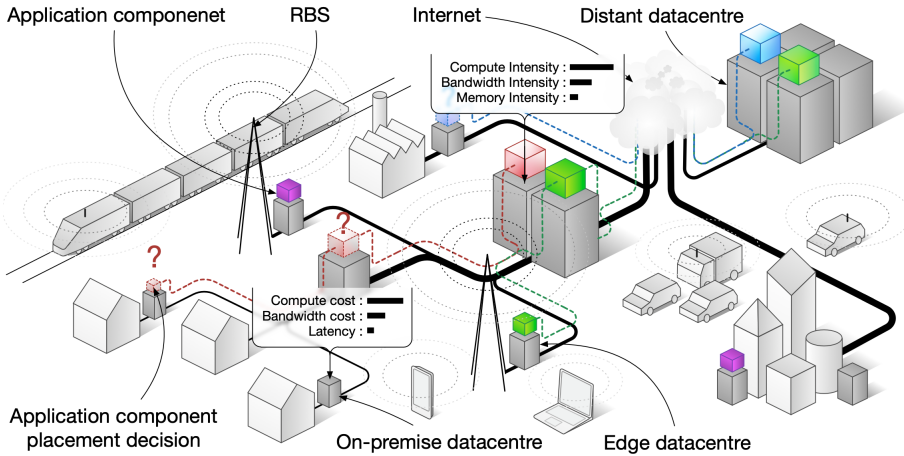 Application componenet
RBS
Internet
Distant datacentre
Compute Intensity :
Bandwidth Intensity :
Memory Intensity :
?
?
?
Compute cost :
Bandwidth cost :
Latency :
Application component
placement decision
On-premise datacentre
Edge datacentre